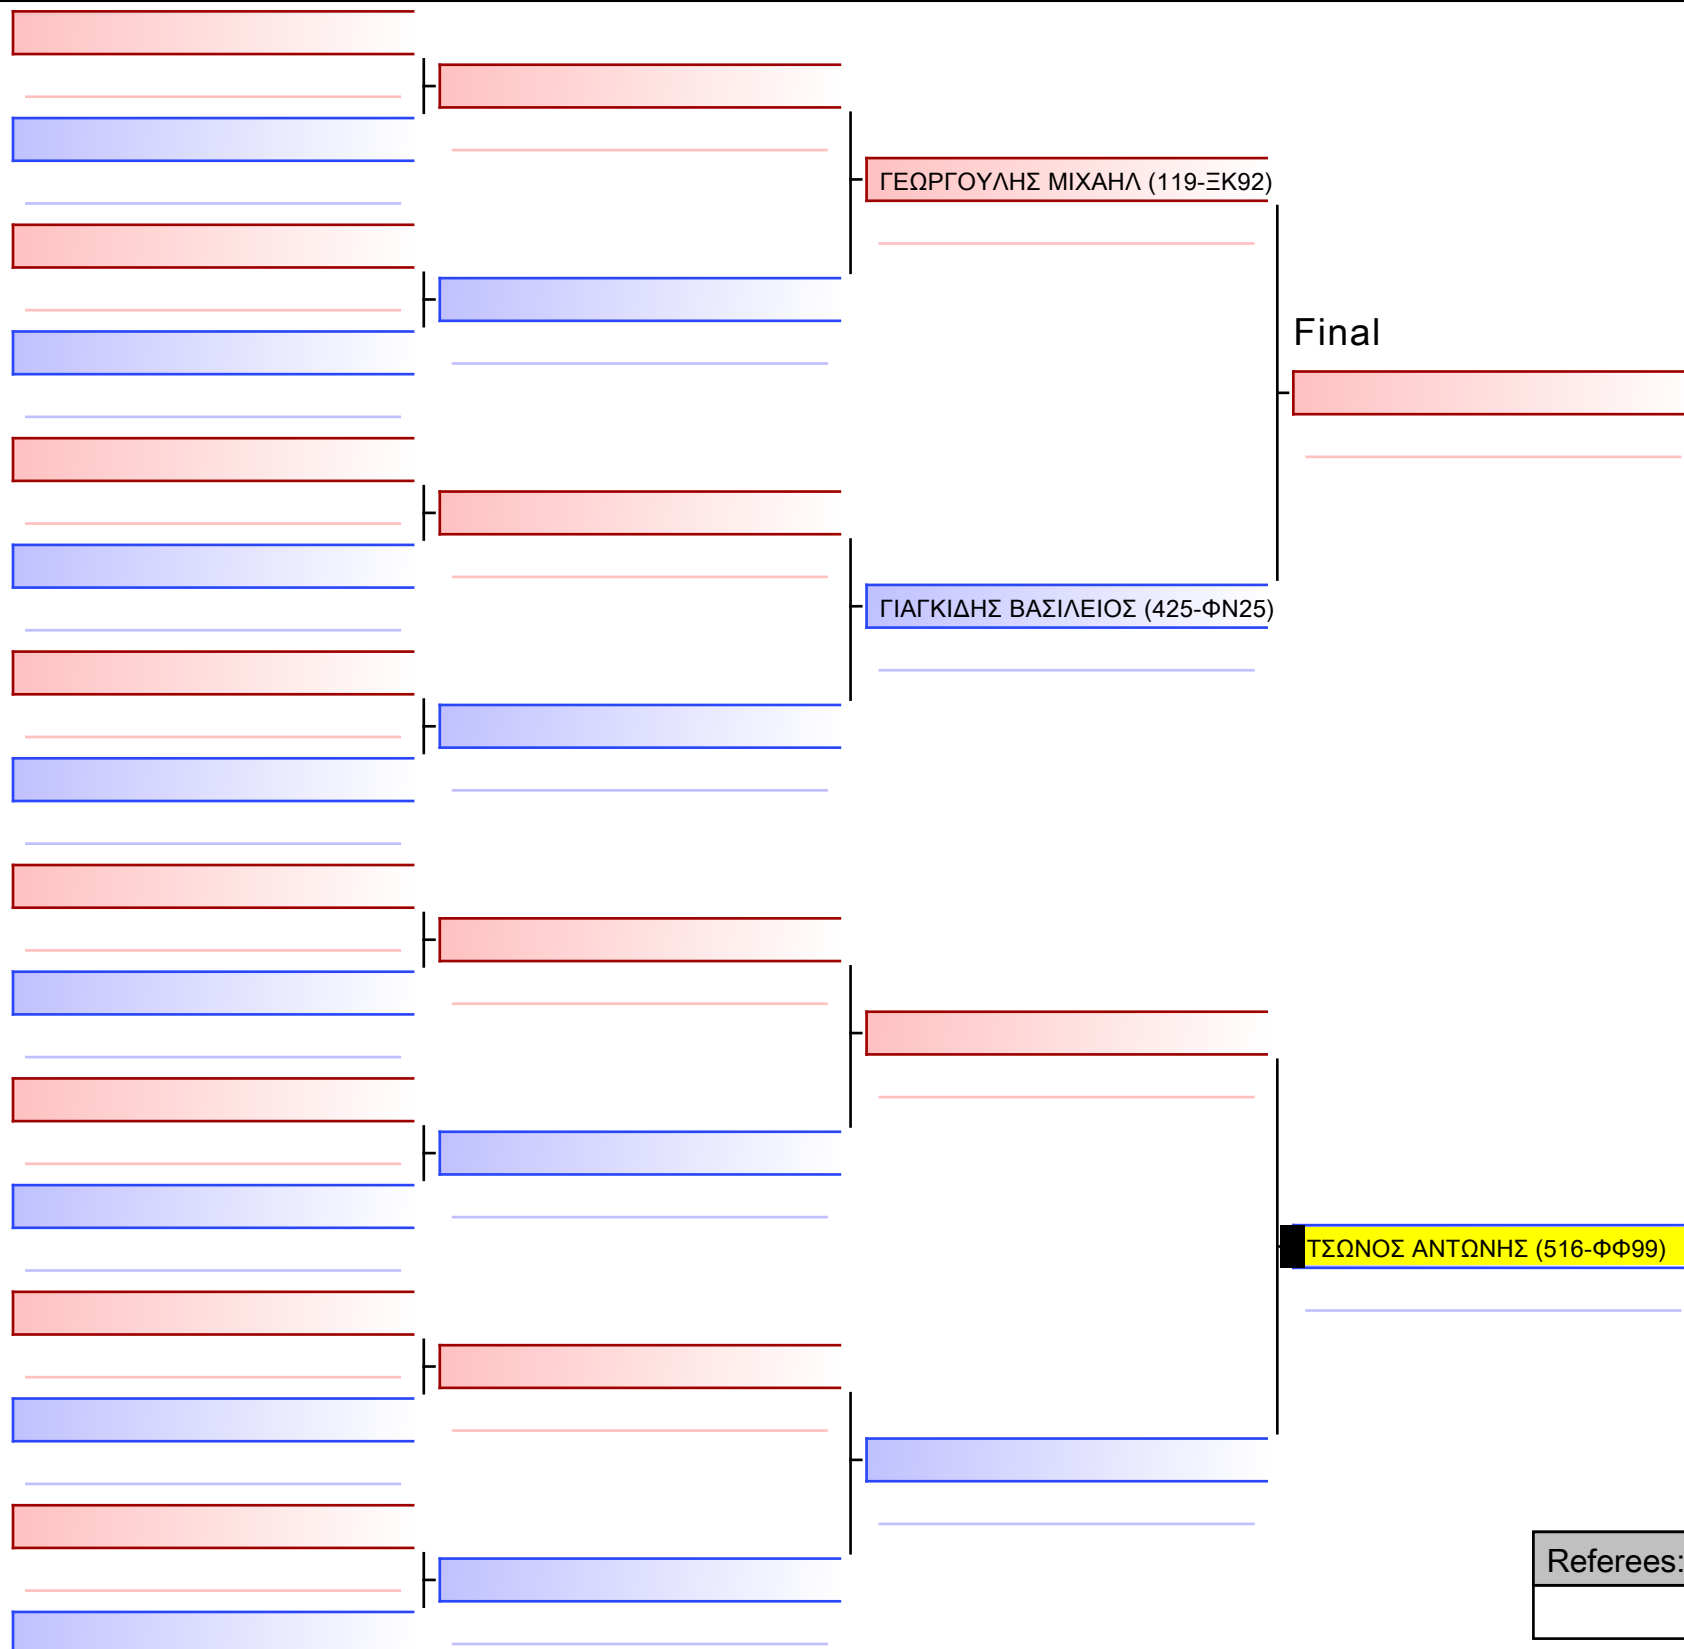 ΓΕΩΡΓΟΥΛΗΣ ΜΙΧΑΗΛ (119-ΞΚ92)
Final
ΓΙΑΓΚΙΔΗΣ ΒΑΣΙΛΕΙΟΣ (425-ΦΝ25)
ΤΣΩΝΟΣ ΑΝΤΩΝΗΣ (516-ΦΦ99)
Referees: